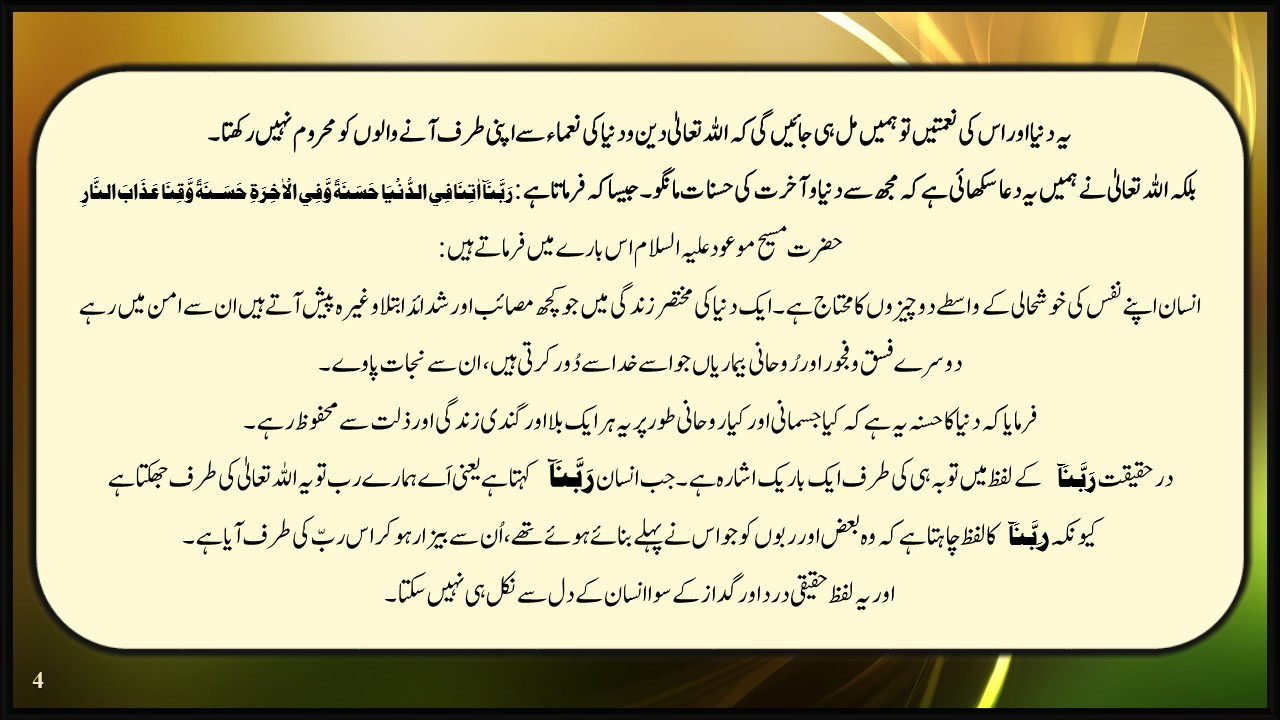 یہ دنیا اور اس کی نعمتیں تو ہمیں مل ہی جائیں گی کہ اللہ تعالیٰ دین و دنیا کی نعماء سے اپنی طرف آنے والوں کو محروم نہیں رکھتا۔
بلکہ اللہ تعالیٰ نے ہمیں یہ دعا سکھائی ہے کہ مجھ سے دنیا و آخرت کی حسنات مانگو۔ جیسا کہ فرماتا ہے: رَبَّنَآ اٰتِنَا فِي الدُّنْيَا حَسَنَةً وَّفِي الْاٰخِرَةِ حَسَـنَةً وَّقِنَا عَذَابَ النَّارِ
حضرت مسیح موعود علیہ السلام اس بارے میں فرماتے ہیں:
انسان اپنے نفس کی خوشحالی کے واسطے دو چیزوں کا محتاج ہے۔ ایک دنیا کی مختصر زندگی میں جو کچھ مصائب اور شدائد ابتلا وغیرہ پیش آتے ہیں ان سے امن میں رہے
دوسرے فسق و فجور اور رُوحانی بیماریاں جو اسے خدا سے دُور کرتی ہیں، ان سے نجات پاوے۔
فرمایا کہ دنیا کا حسنہ یہ ہے کہ کیا جسمانی اور کیا روحانی طور پر یہ ہر ایک بلا اور گندی زندگی اور ذلت سے محفوظ رہے۔
در حقیقت رَبَّنَآ کے لفظ میں توبہ ہی کی طرف ایک باریک اشارہ ہے۔ جب انسان رَبَّنَآ کہتا ہے یعنی اَے ہمارے رب تو یہ اللہ تعالٰی کی طرف جھکتا ہے
کیونکہ رَبَّنَآ کا لفظ چاہتا ہے کہ وہ بعض اور ربوں کو جو اس نے پہلے بنائے ہوئے تھے، اُن سے بیزار ہو کر اس ربّ کی طرف آیا ہے۔
اور یہ لفظ حقیقی درد اور گداز کے سوا انسان کے دل سے نکل ہی نہیں سکتا۔
4